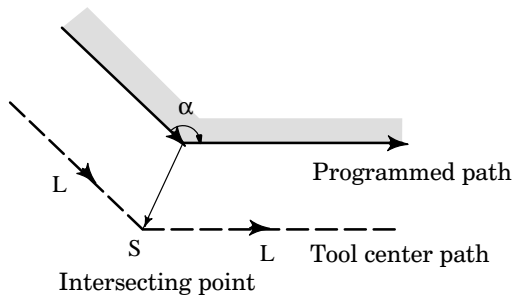 α
Programmed path
L
S
L
Tool center path
Intersecting point